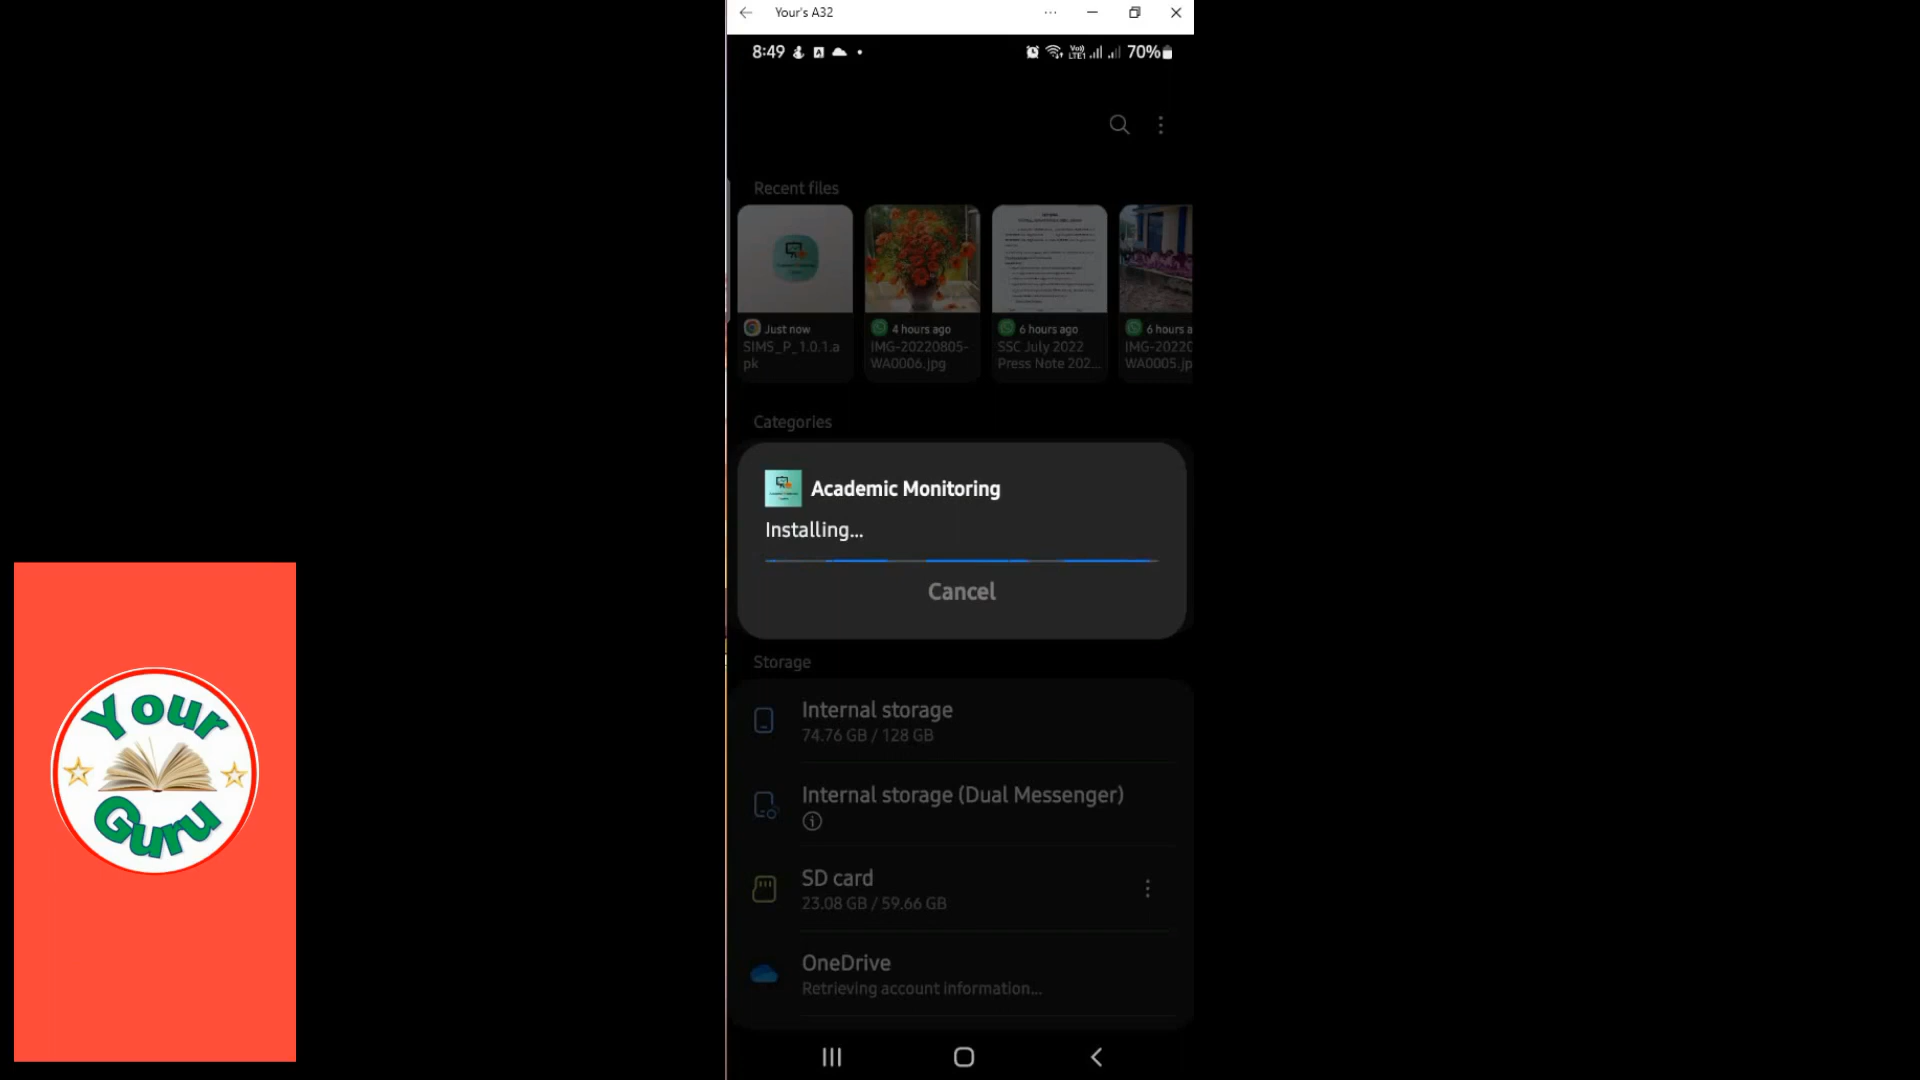 Your's A32
8:49
70%
Recent files
Just now
SIMS_P_1.0.1.a
pk
4 hours ago
IMG-20220805-
WA0006.jpg
6 hours ago
SSC July 2022
Press Note 202...
6 hours a
IMG-20220
WA0005.jp
Categories
Academic Monitoring
Installing...
Cancel
Storage
Internal storage
74.76 GB / 128 GB
Internal storage (Dual Messenger)
SD card
23.08 GB / 59.66 GB
OneDrive
Retrieving account information...
Your
Guru